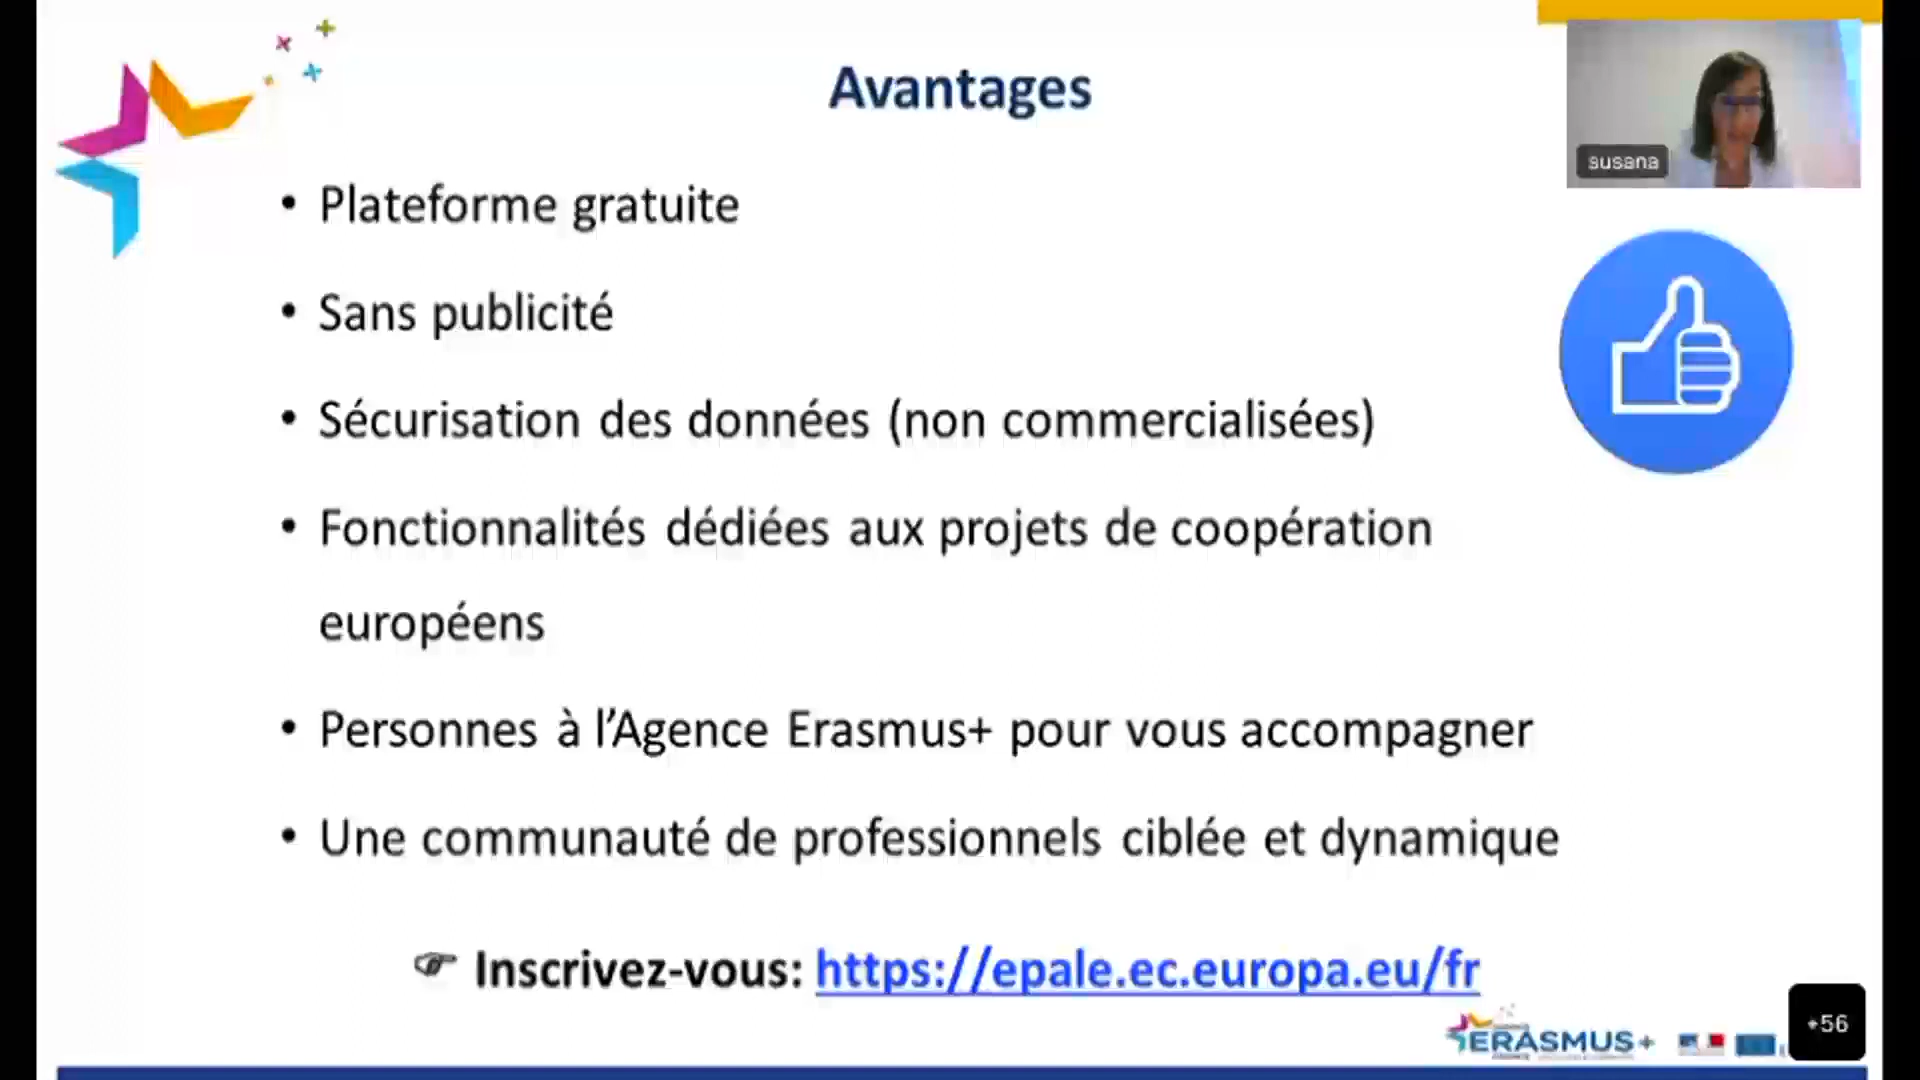 Avantages
susana
• Plateforme gratuite
• Sans publicité
• Sécurisation des données (non commercialisées)
• Fonctionnalités dédiées aux projets de coopération
européens
• Personnes à l’Agence Erasmus+ pour vous accompagner
• Une communauté de professionnels ciblée et dynamique
☞ Inscrivez-vous: https://epale.ec.europa.eu/fr
ERASMUS+
+56